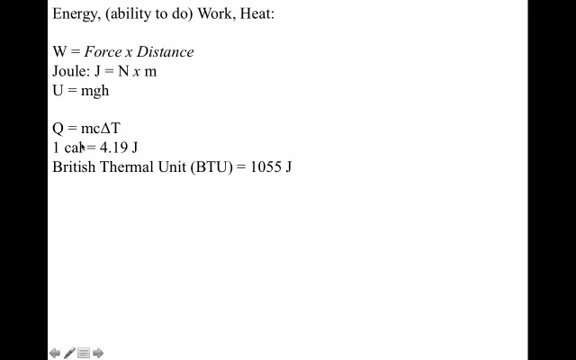 Energy, (ability to do) Work, Heat:
W = Force x Distance
Joule: J = N x m
U = mgh
Q = mcΔT
1 cal = 4.19 J
British Thermal Unit (BTU) = 1055 J